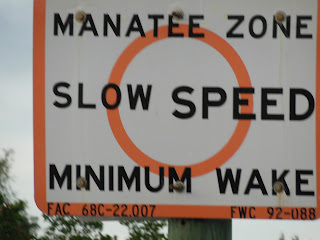 MANATEE ZONE
SLOW SPEED
MINIMUM WAKE
FAC 68C-22.007 FWC 92-088